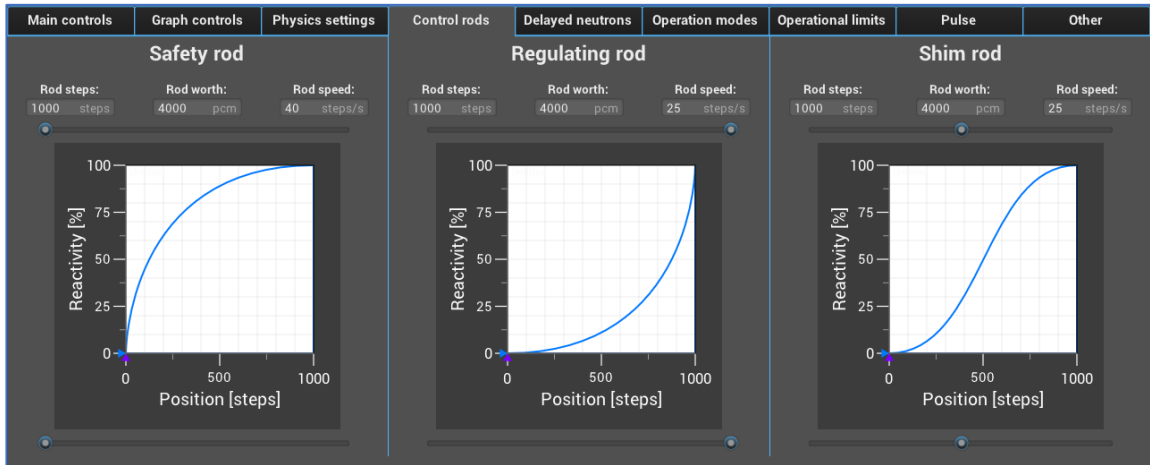 Main controls
Graph controls
Physics settings
Control rods
Delayed neutrons
Operation modes
Operational limits
Pulse
Other
Safety rod
Rod steps:
Rod worth:
Rod speed:
1000 steps
4000 pcm
40 steps/s
100
75
50
25
0
Reactivity [%]
0
500
1000
Position [steps]
Regulating rod
Rod steps:
Rod worth:
Rod speed:
1000 steps
4000 pcm
25 steps/s
100
75
50
25
0
Reactivity [%]
0
500
1000
Position [steps]
Shim rod
Rod steps:
Rod worth:
Rod speed:
1000 steps
4000 pcm
25 steps/s
100
75
50
25
0
Reactivity [%]
0
500
1000
Position [steps]